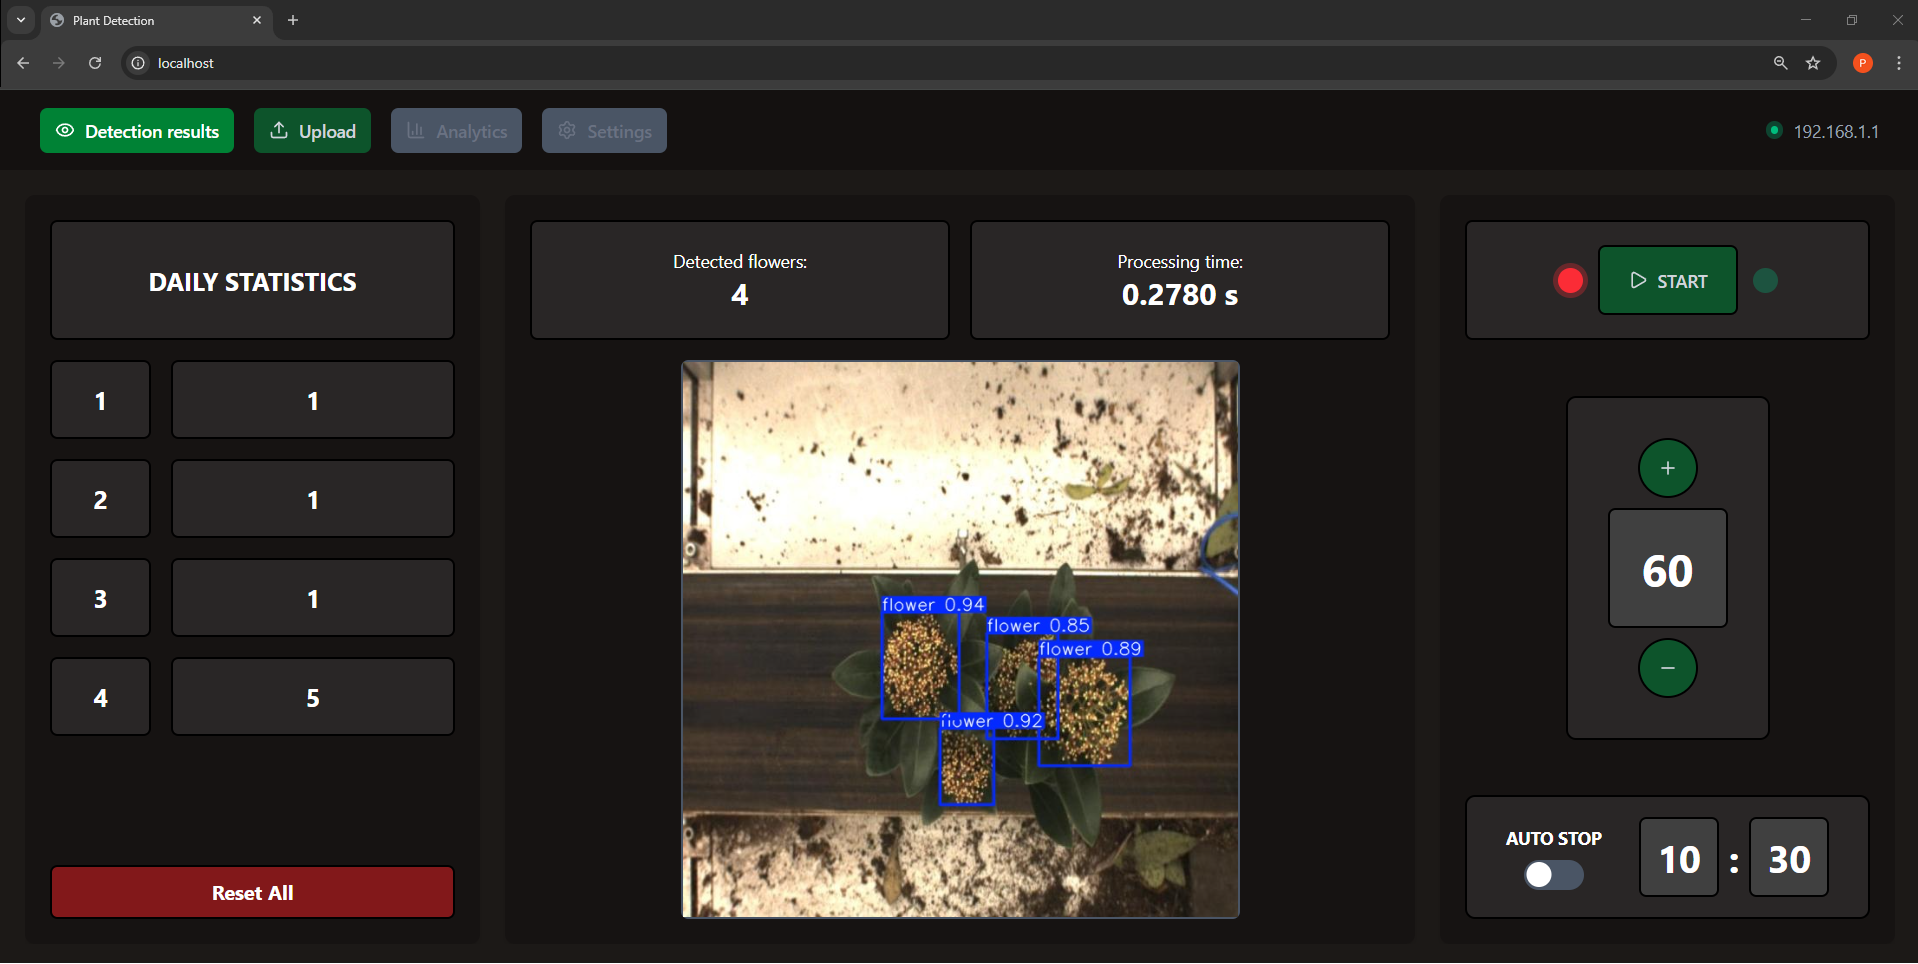 Plant Detection
localhost
P
Detection results
Upload
Analytics
Settings
192.168.1.1
DAILY STATISTICS
1 1
2 1
3 1
4 5
Reset All
Detected flowers:
4
Processing time:
0.2780 s
flower 0.94
flower 0.85
flower 0.89
flower 0.92
START
+
60
−
AUTO STOP
10 : 30